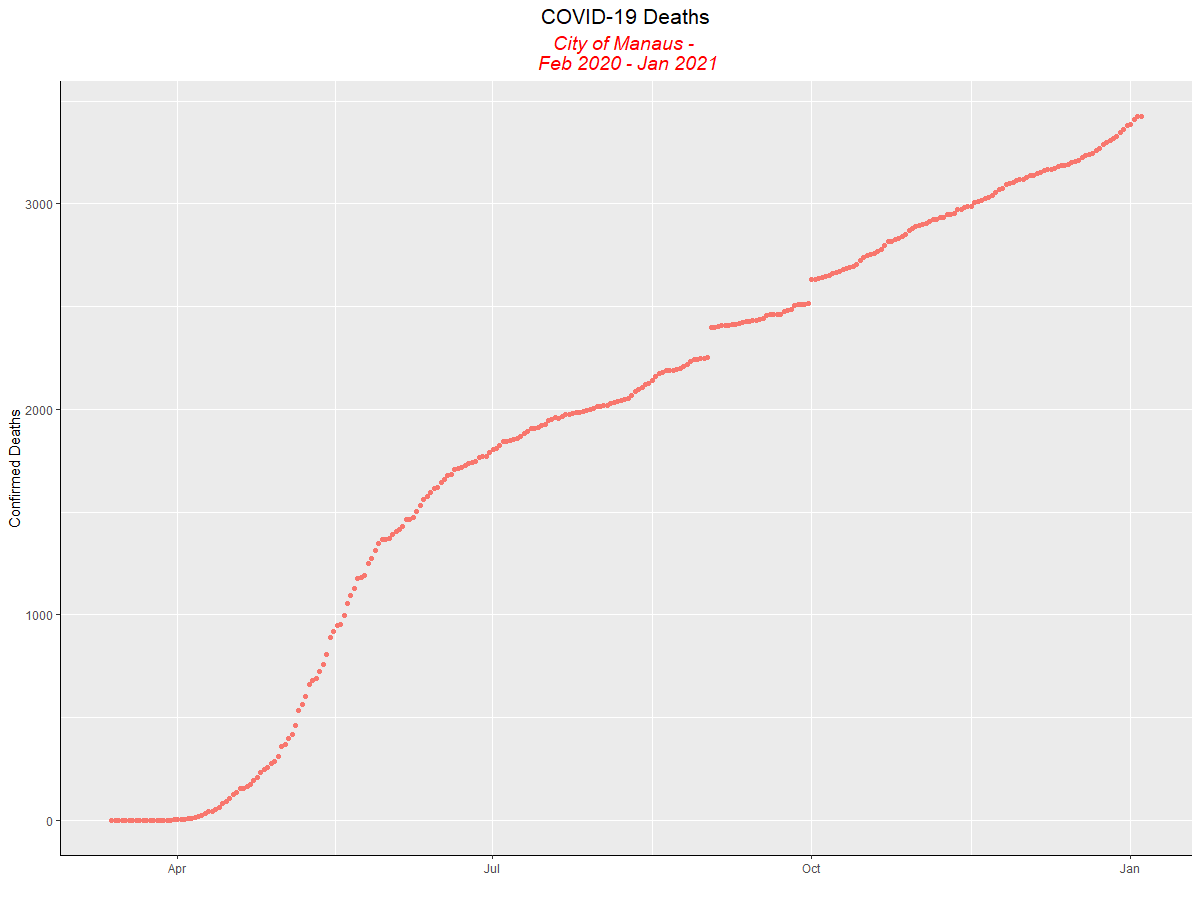 COVID-19 Deaths
City of Manaus -
Feb 2020 - Jan 2021
Confirmed Deaths
3000
2000
1000
0
Apr
Jul
Oct
Jan